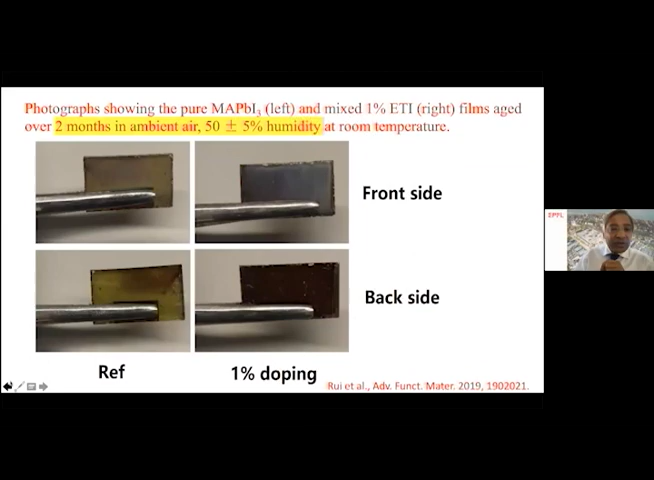 Photographs showing the pure MAPbI₃ (left) and mixed 1% ETI (right) films aged
over 2 months in ambient air, 50 ± 5% humidity at room temperature.
Front side
Back side
Ref
1% doping
Rui et al., Adv. Funct. Mater. 2019, 1902021.
EPFL